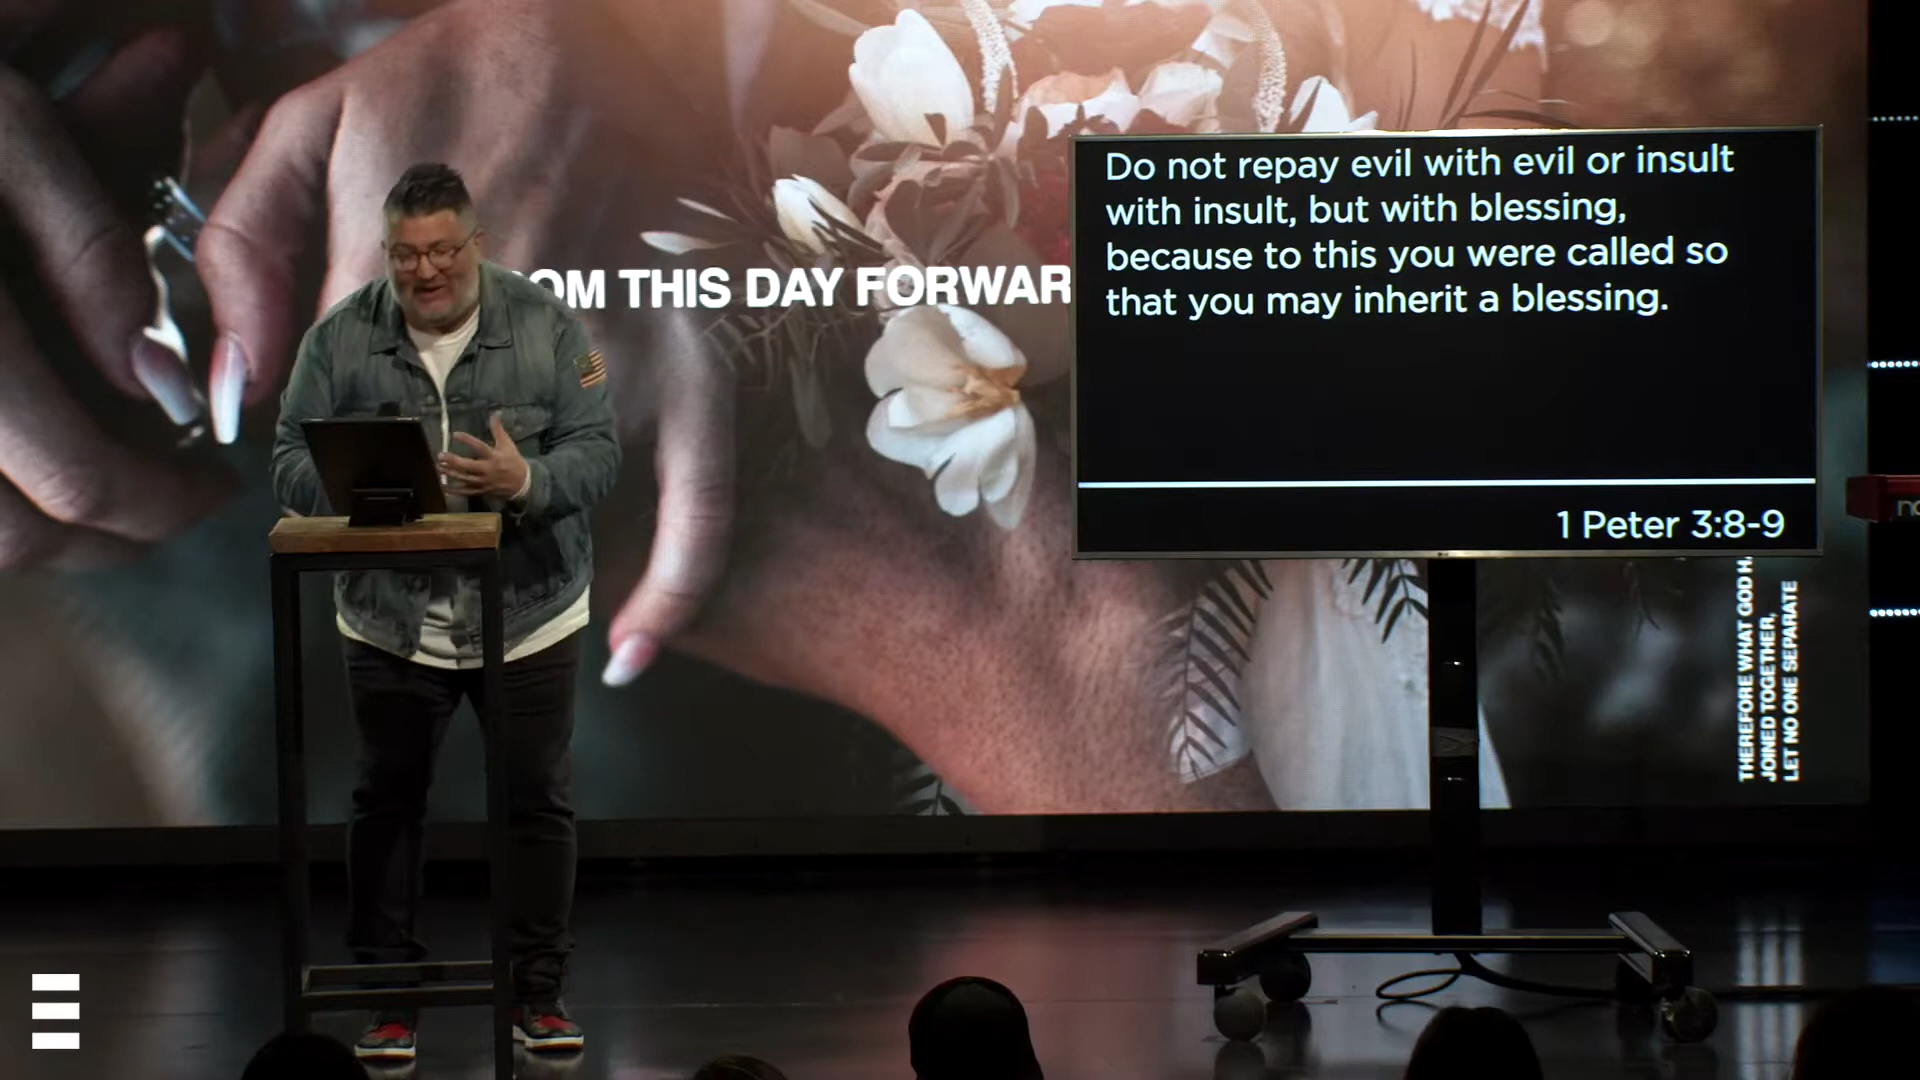 OM THIS DAY FORWAR
Do not repay evil with evil or insult
with insult, but with blessing,
because to this you were called so
that you may inherit a blessing.
1 Peter 3:8-9
THEREFORE WHAT GOD HA
JOINED TOGETHER,
LET NO ONE SEPARATE